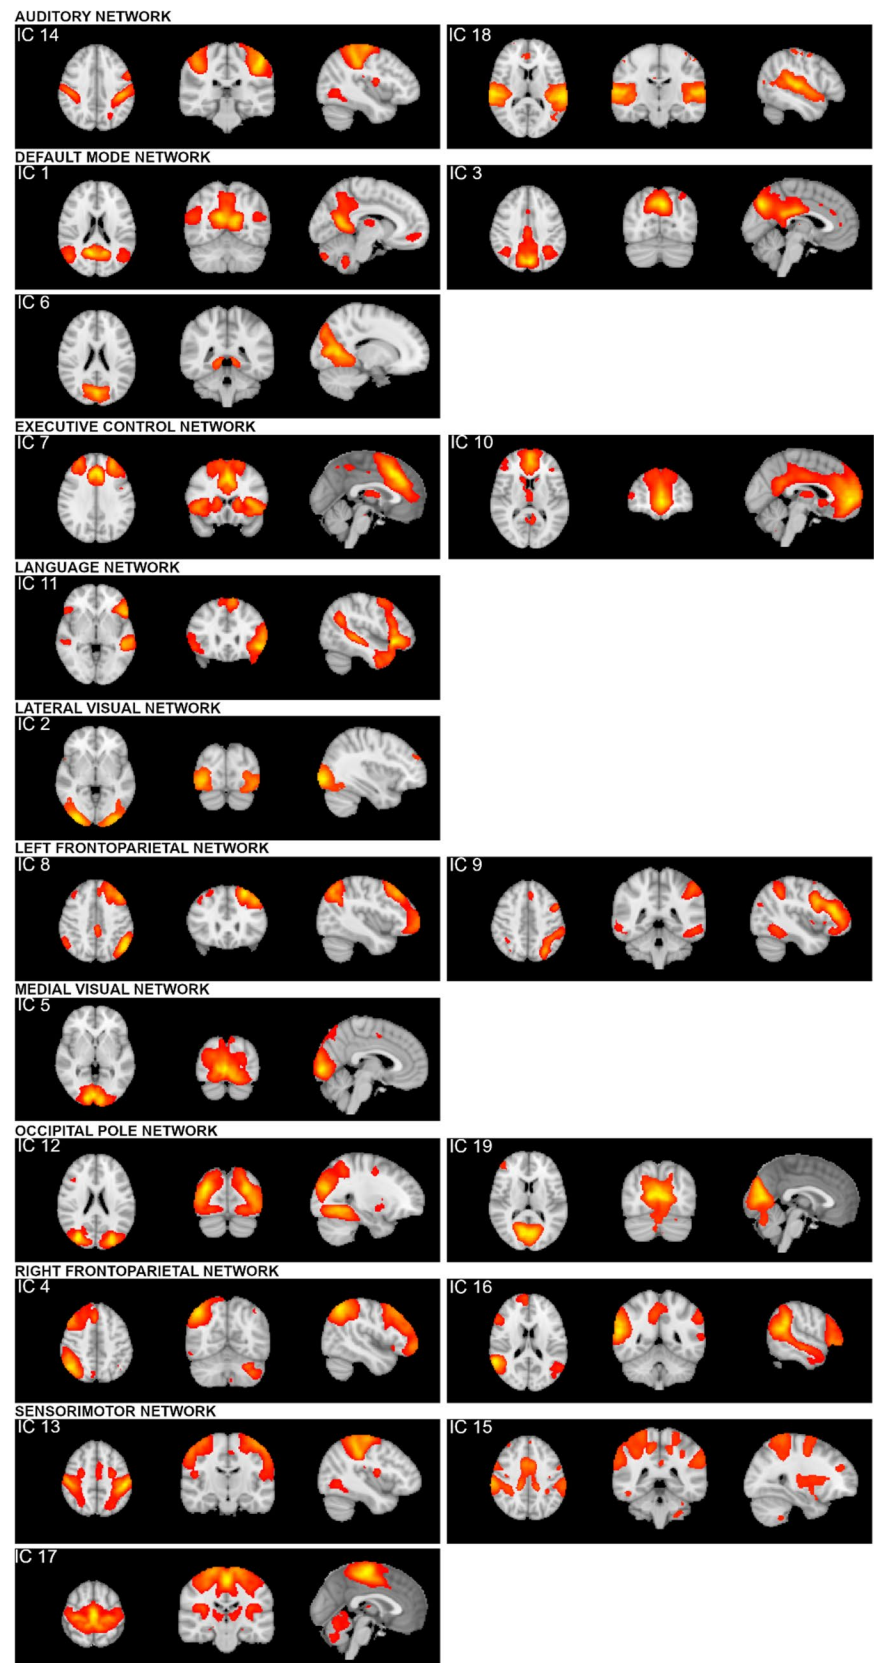 AUDITORY NETWORK
IC 14
IC 18
DEFAULT MODE NETWORK
IC 1
IC 3
IC 6
EXECUTIVE CONTROL NETWORK
IC 7
IC 10
LANGUAGE NETWORK
IC 11
LATERAL VISUAL NETWORK
IC 2
LEFT FRONTOPARIETAL NETWORK
IC 8
IC 9
MEDIAL VISUAL NETWORK
IC 5
OCCIPITAL POLE NETWORK
IC 12
IC 19
RIGHT FRONTOPARIETAL NETWORK
IC 4
IC 16
SENSORIMOTOR NETWORK
IC 13
IC 15
IC 17